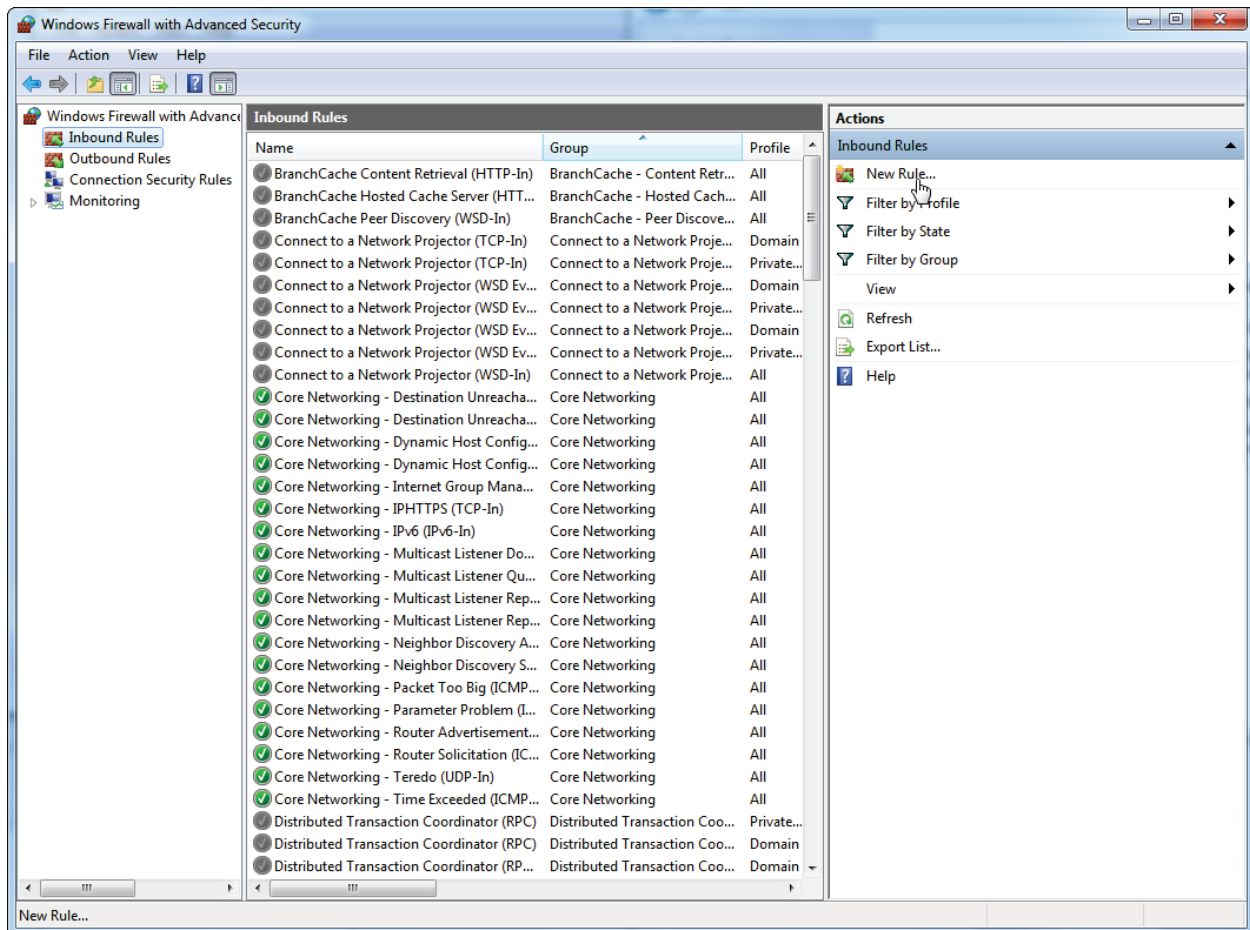 Windows Firewall with Advanced Security
File Action View Help
Windows Firewall with Advance
Inbound Rules
Outbound Rules
Connection Security Rules
Monitoring
Inbound Rules
Name Group Profile
BranchCache Content Retrieval (HTTP-In) BranchCache - Content Retr... All
BranchCache Hosted Cache Server (HTT... BranchCache - Hosted Cach... All
BranchCache Peer Discovery (WSD-In) BranchCache - Peer Discove... All
Connect to a Network Projector (TCP-In) Connect to a Network Proje... Domain
Connect to a Network Projector (TCP-In) Connect to a Network Proje... Private...
Connect to a Network Projector (WSD Ev... Connect to a Network Proje... Domain
Connect to a Network Projector (WSD Ev... Connect to a Network Proje... Private...
Connect to a Network Projector (WSD Ev... Connect to a Network Proje... Domain
Connect to a Network Projector (WSD Ev... Connect to a Network Proje... Private...
Connect to a Network Projector (WSD-In) Connect to a Network Proje... All
Core Networking - Destination Unreacha... Core Networking All
Core Networking - Destination Unreacha... Core Networking All
Core Networking - Dynamic Host Config... Core Networking All
Core Networking - Dynamic Host Config... Core Networking All
Core Networking - Internet Group Mana... Core Networking All
Core Networking - IPHTTPS (TCP-In) Core Networking All
Core Networking - IPv6 (IPv6-In) Core Networking All
Core Networking - Multicast Listener Do... Core Networking All
Core Networking - Multicast Listener Qu... Core Networking All
Core Networking - Multicast Listener Rep... Core Networking All
Core Networking - Multicast Listener Rep... Core Networking All
Core Networking - Neighbor Discovery A... Core Networking All
Core Networking - Neighbor Discovery S... Core Networking All
Core Networking - Packet Too Big (ICMP... Core Networking All
Core Networking - Parameter Problem (I... Core Networking All
Core Networking - Router Advertisement... Core Networking All
Core Networking - Router Solicitation (IC... Core Networking All
Core Networking - Teredo (UDP-In) Core Networking All
Core Networking - Time Exceeded (ICMP... Core Networking All
Distributed Transaction Coordinator (RPC) Distributed Transaction Coo... Private...
Distributed Transaction Coordinator (RPC) Distributed Transaction Coo... Domain
Distributed Transaction Coordinator (RP... Distributed Transaction Coo... Domain
Actions
Inbound Rules
New Rule...
Filter by Profile
Filter by State
Filter by Group
View
Refresh
Export List...
Help
New Rule...